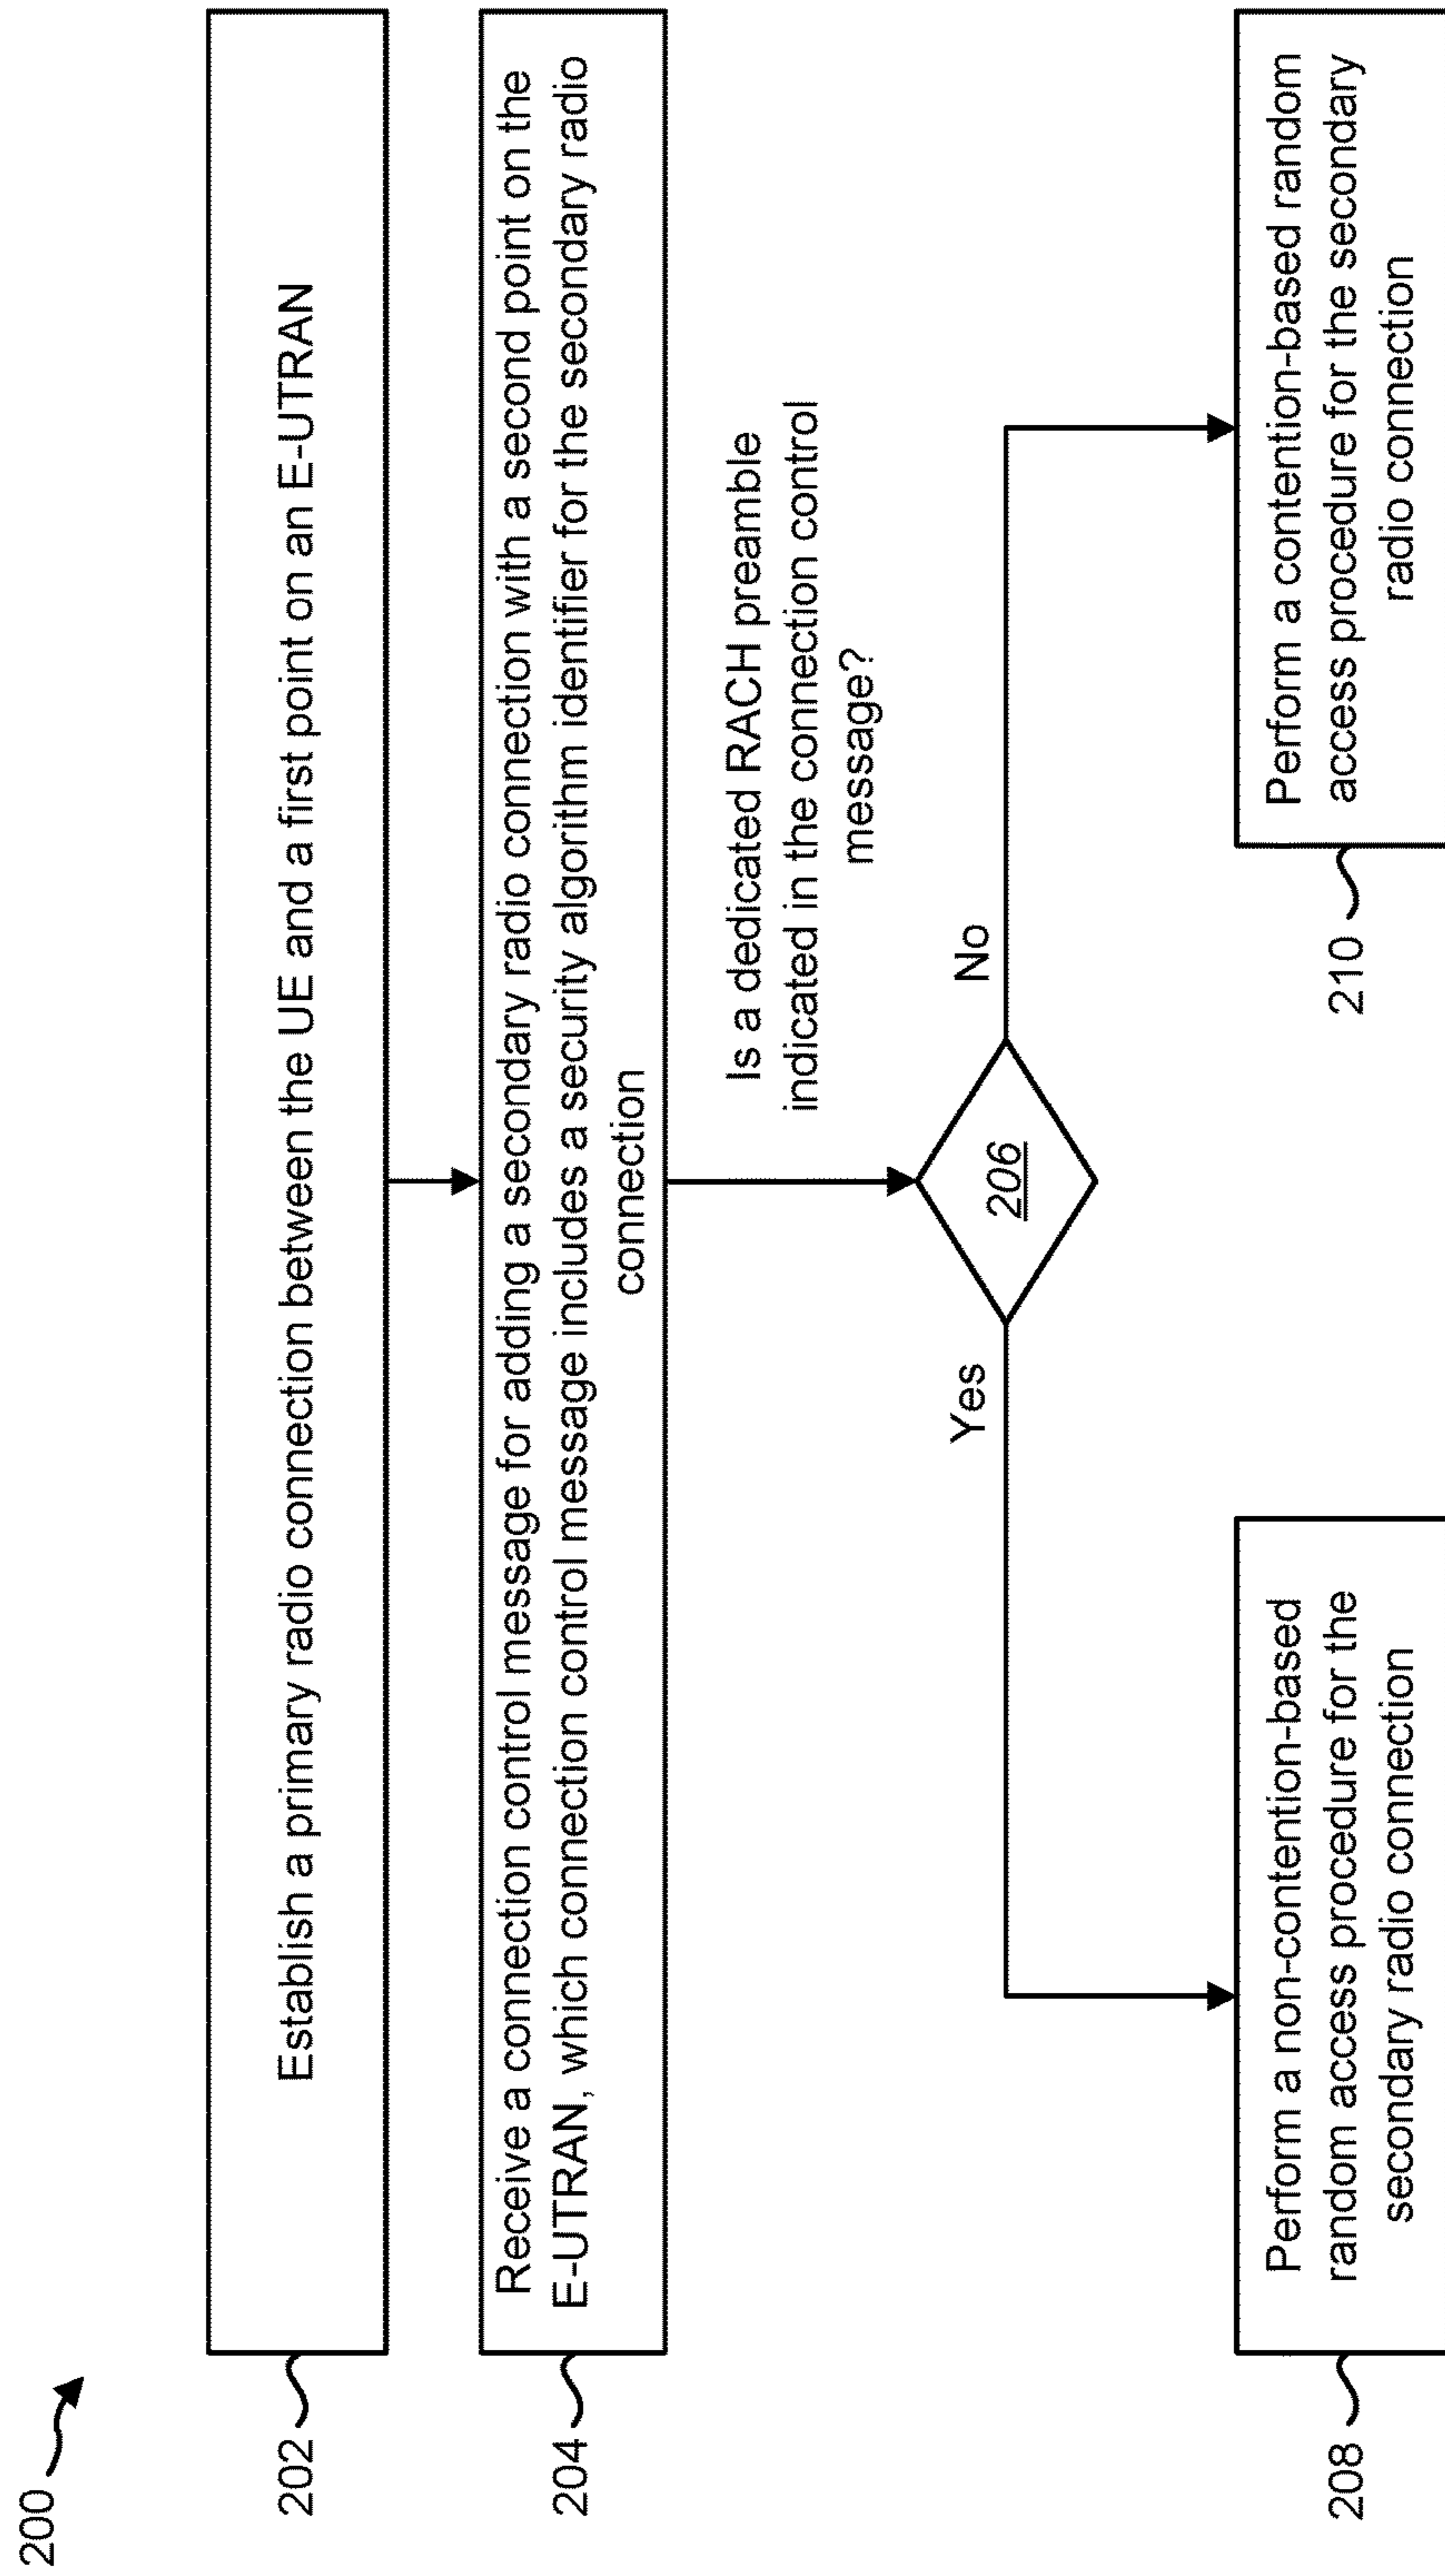 200
202
Establish a primary radio connection between the UE and a first point on an E-UTRAN
204
Receive a connection control message for adding a secondary radio connection with a second point on the
E-UTRAN, which connection control message includes a security algorithm identifier for the secondary radio
connection
Is a dedicated RACH preamble
indicated in the connection control
message?
206
Yes
No
208
Perform a non-contention-based
random access procedure for the
secondary radio connection
210
Perform a contention-based random
access procedure for the secondary
radio connection